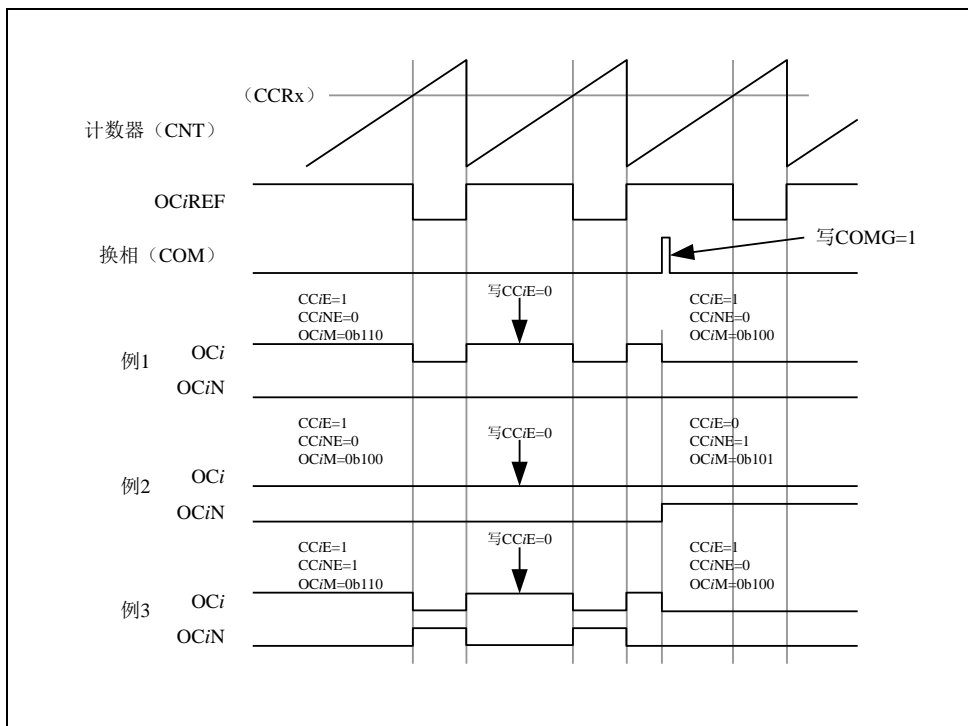 （CCRx）
计数器（CNT）
OCiREF
换相（COM）
写COMG=1
CCiE=1
CCiNE=0
OCiM=0b110
写CCiE=0
CCiE=1
CCiNE=0
OCiM=0b100
例1
OCi
OCiN
CCiE=1
CCiNE=0
OCiM=0b100
写CCiE=0
CCiE=0
CCiNE=1
OCiM=0b101
例2
OCi
OCiN
CCiE=1
CCiNE=1
OCiM=0b110
写CCiE=0
CCiE=1
CCiNE=0
OCiM=0b100
例3
OCi
OCiN